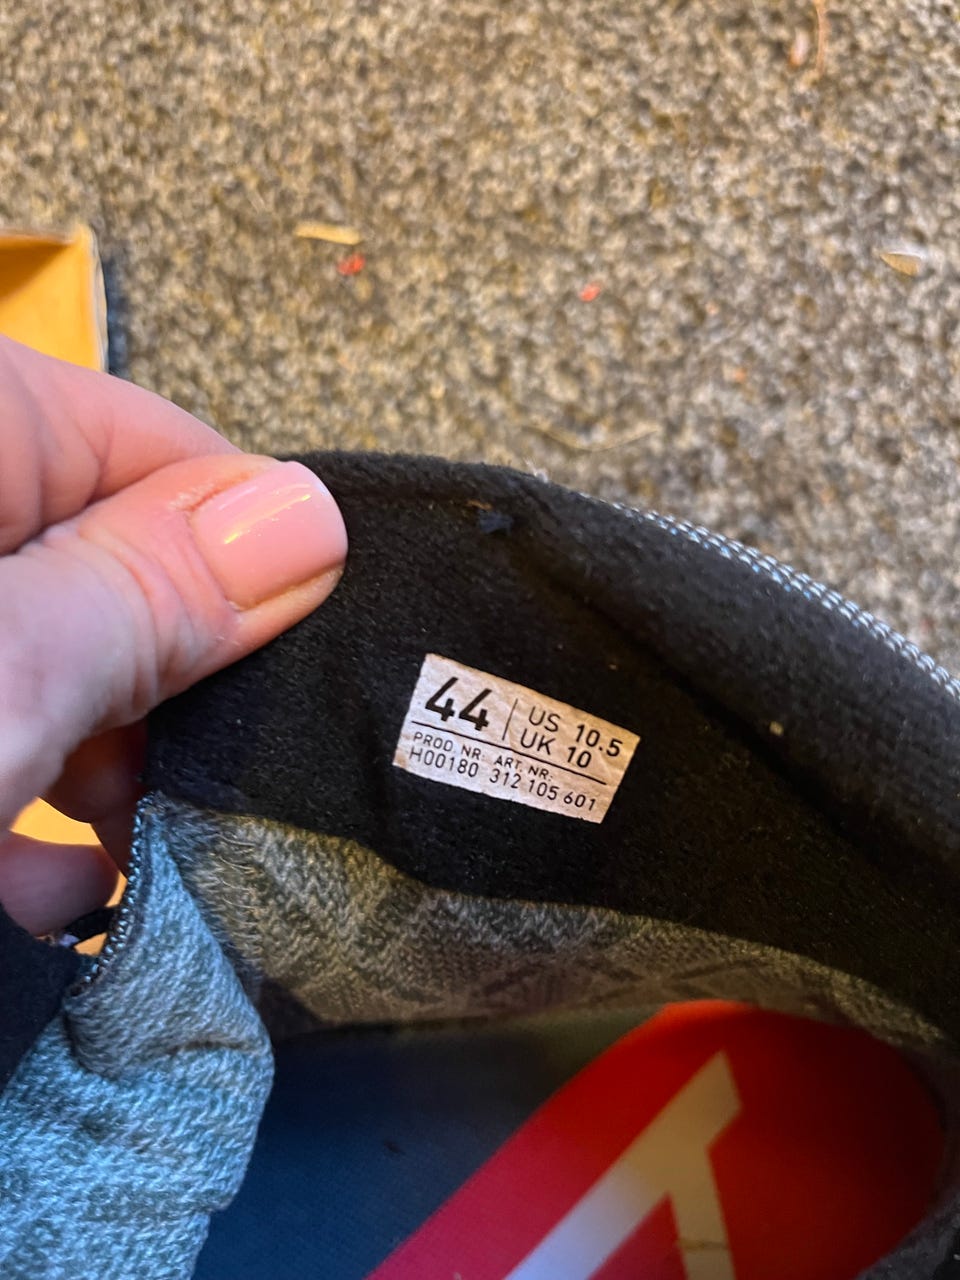 44 US 10.5
UK 10
PROD. NR: ART. NR:
H00180 312 105 601